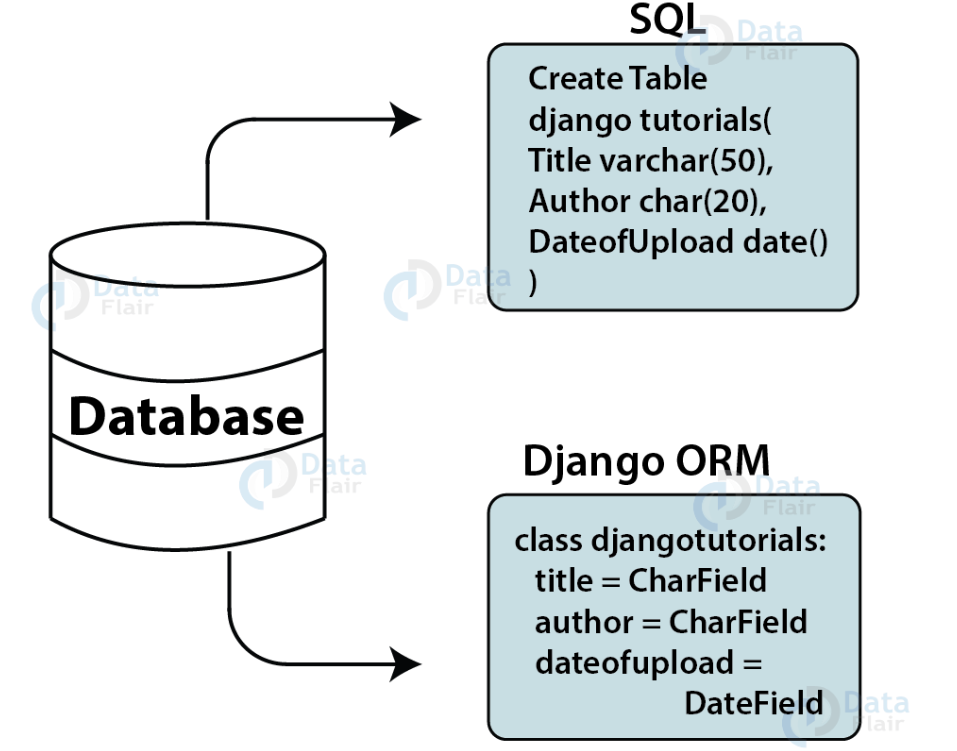 SQL
Data
Flair
Create Table
django tutorials(
Title varchar(50),
Author char(20),
DateofUpload date()
)
Data
Flair
Data
Flair
Database
Data
Flair
Django ORM
Data
Flair
class djangotutorials:
title = CharField
author = CharField
dateofupload =
DateField
Data
Flair